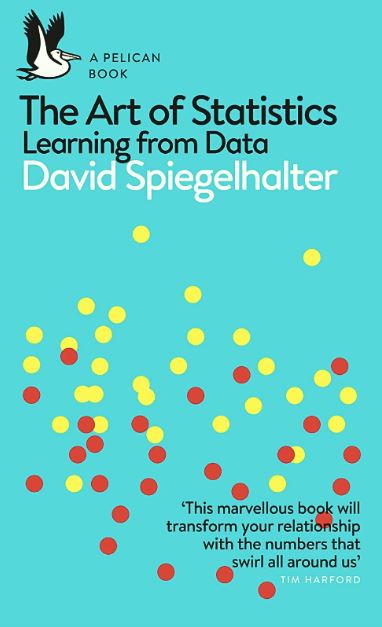 A PELICAN
BOOK
The Art of Statistics
Learning from Data
David Spiegelhalter
‘This marvellous book will
transform your relationship
with the numbers that
swirl all around us’
TIM HARFORD